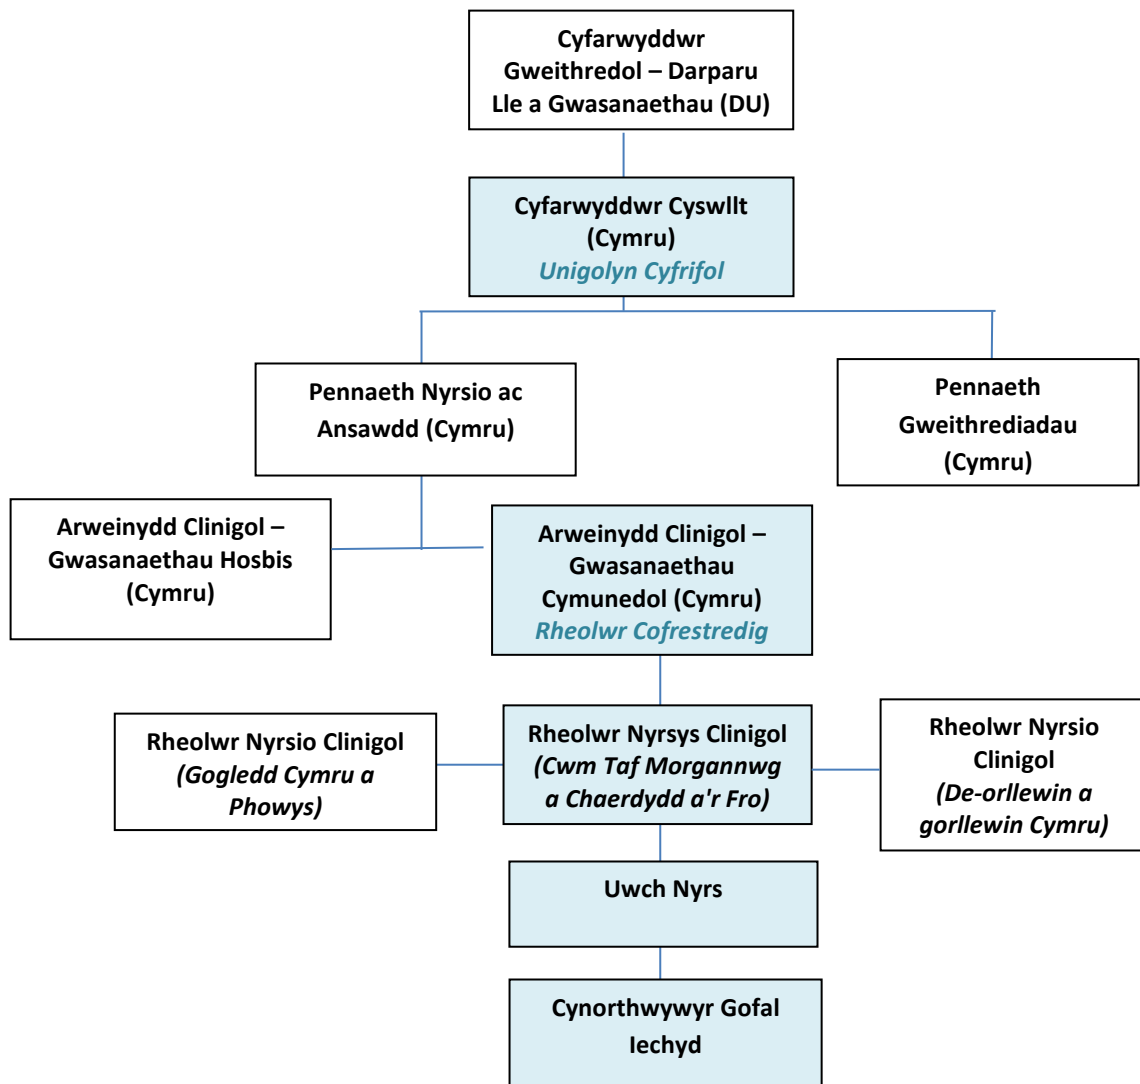 Cyfarwyddwr
Gweithredol – Darparu
Lle a Gwasanaethau (DU)
Cyfarwyddwr Cyswllt
(Cymru)
Unigolyn Cyfrifol
Pennaeth Nyrsio ac
Ansawdd (Cymru)
Pennaeth
Gweithrediadau
(Cymru)
Arweinydd Clinigol –
Gwasanaethau Hosbis
(Cymru)
Arweinydd Clinigol –
Gwasanaethau
Cymunedol (Cymru)
Rheolwr Cofrestredig
Rheolwr Nyrsio Clinigol
(Gogledd Cymru a
Phowys)
Rheolwr Nyrsys Clinigol
(Cwm Taf Morgannwg
a Chaerdydd a'r Fro)
Rheolwr Nyrsio
Clinigol
(De-orllewin a
gorllewin Cymru)
Uwch Nyrs
Cynorthwywyr Gofal
Iechyd